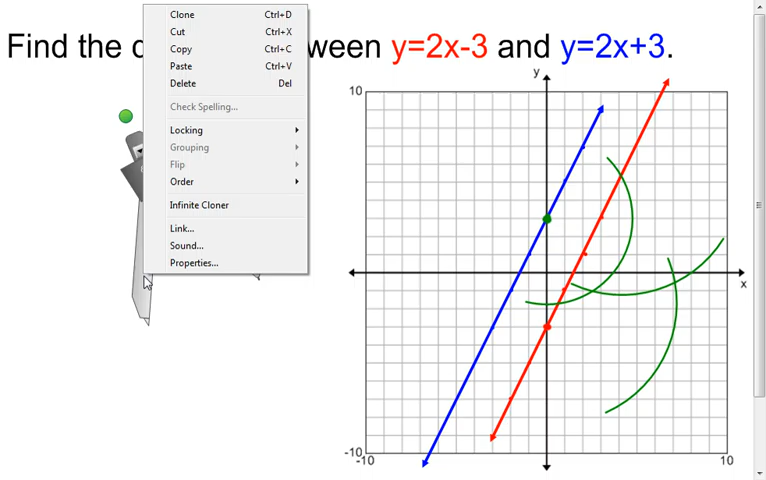 Find the d
ween y=2x-3 and y=2x+3.
Clone Ctrl+D
Cut Ctrl+X
Copy Ctrl+C
Paste Ctrl+V
Delete Del
Check Spelling...
Locking
Grouping
Flip
Order
Infinite Cloner
Link...
Sound...
Properties...
y
10
x
-10
-10
10